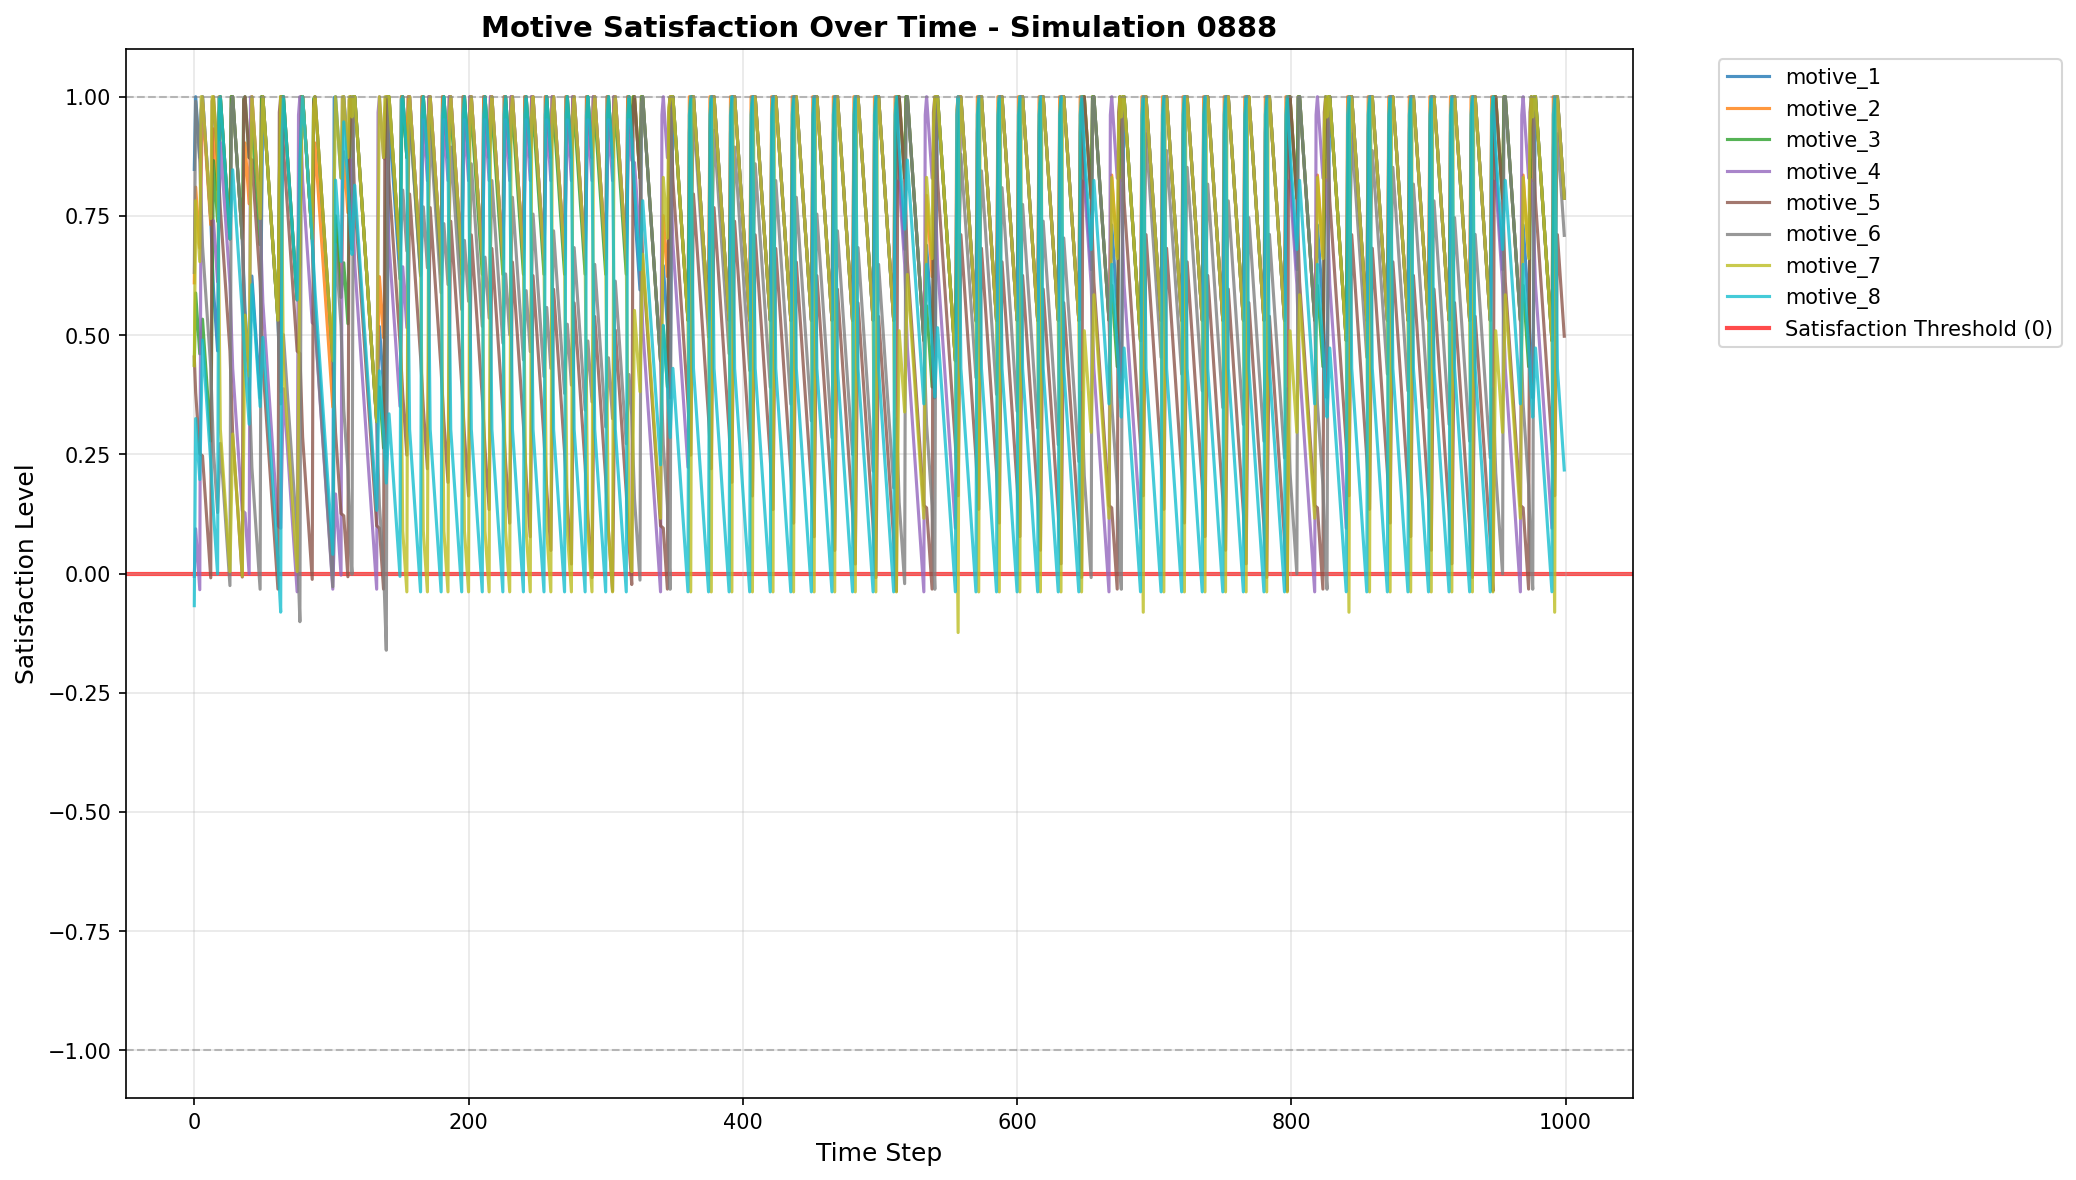 Motive Satisfaction Over Time - Simulation 0888
1.00
0.75
0.50
0.25
0.00
−0.25
−0.50
−0.75
−1.00
Satisfaction Level
0
200
400
600
800
1000
Time Step
motive_1
motive_2
motive_3
motive_4
motive_5
motive_6
motive_7
motive_8
Satisfaction Threshold (0)